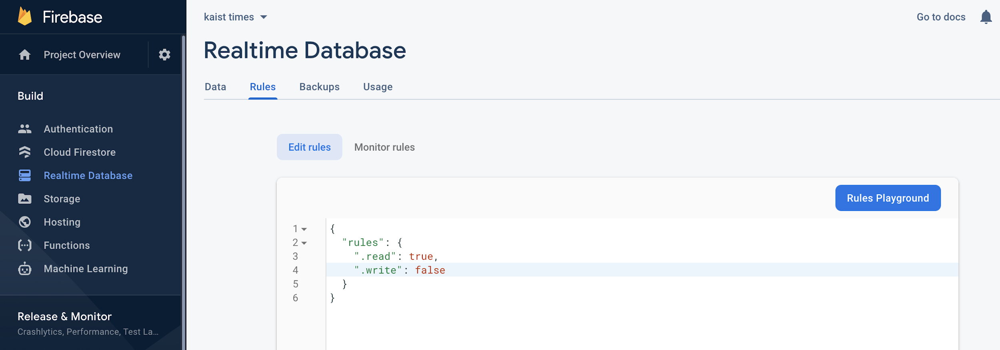 Firebase
Project Overview
Build
Authentication
Cloud Firestore
Realtime Database
Storage
Hosting
Functions
Machine Learning
Release & Monitor
Crashlytics, Performance, Test La...
kaist times
Go to docs
Realtime Database
Data Rules Backups Usage
Edit rules Monitor rules
Rules Playground
1 {
2 "rules": {
3 ".read": true,
4 ".write": false
5 }
6 }